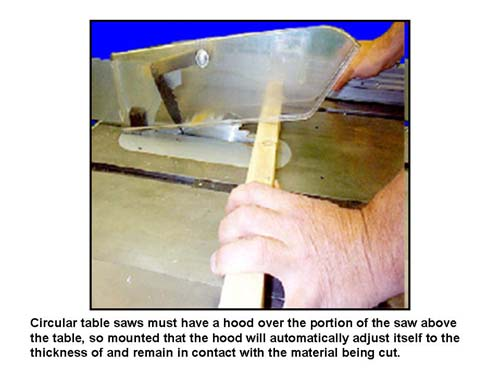 Circular table saws must have a hood over the portion of the saw above
the table, so mounted that the hood will automatically adjust itself to the
thickness of and remain in contact with the material being cut.